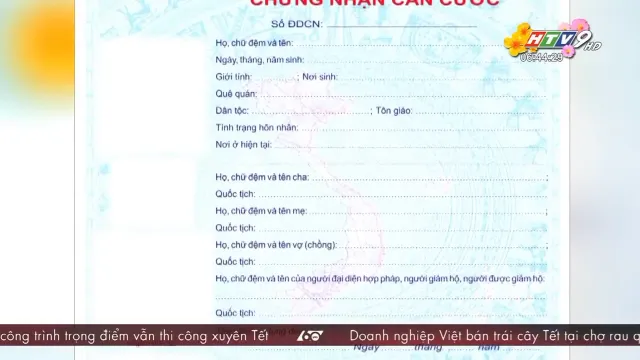 CHỨNG NHẬN CĂN CƯỚC
Số ĐDCN:
HTV9 HD
06:44:29
Họ, chữ đệm và tên:
Ngày, tháng, năm sinh:
Giới tính: ; Nơi sinh:
Quê quán:
Dân tộc: ; Tôn giáo:
Tình trạng hôn nhân:
Nơi ở hiện tại:
Họ, chữ đệm và tên cha: ;
Quốc tịch:
Họ, chữ đệm và tên mẹ: ;
Quốc tịch:
Họ, chữ đệm và tên vợ (chồng): ;
Quốc tịch:
Họ, chữ đệm và tên của người đại diện hợp pháp, người giám hộ, người được giám hộ:
;
Quốc tịch:
công trình trọng điểm vẫn thi công xuyên Tết 60 Doanh nghiệp Việt bán trái cây Tết tại chợ rau q
Ngày tháng năm